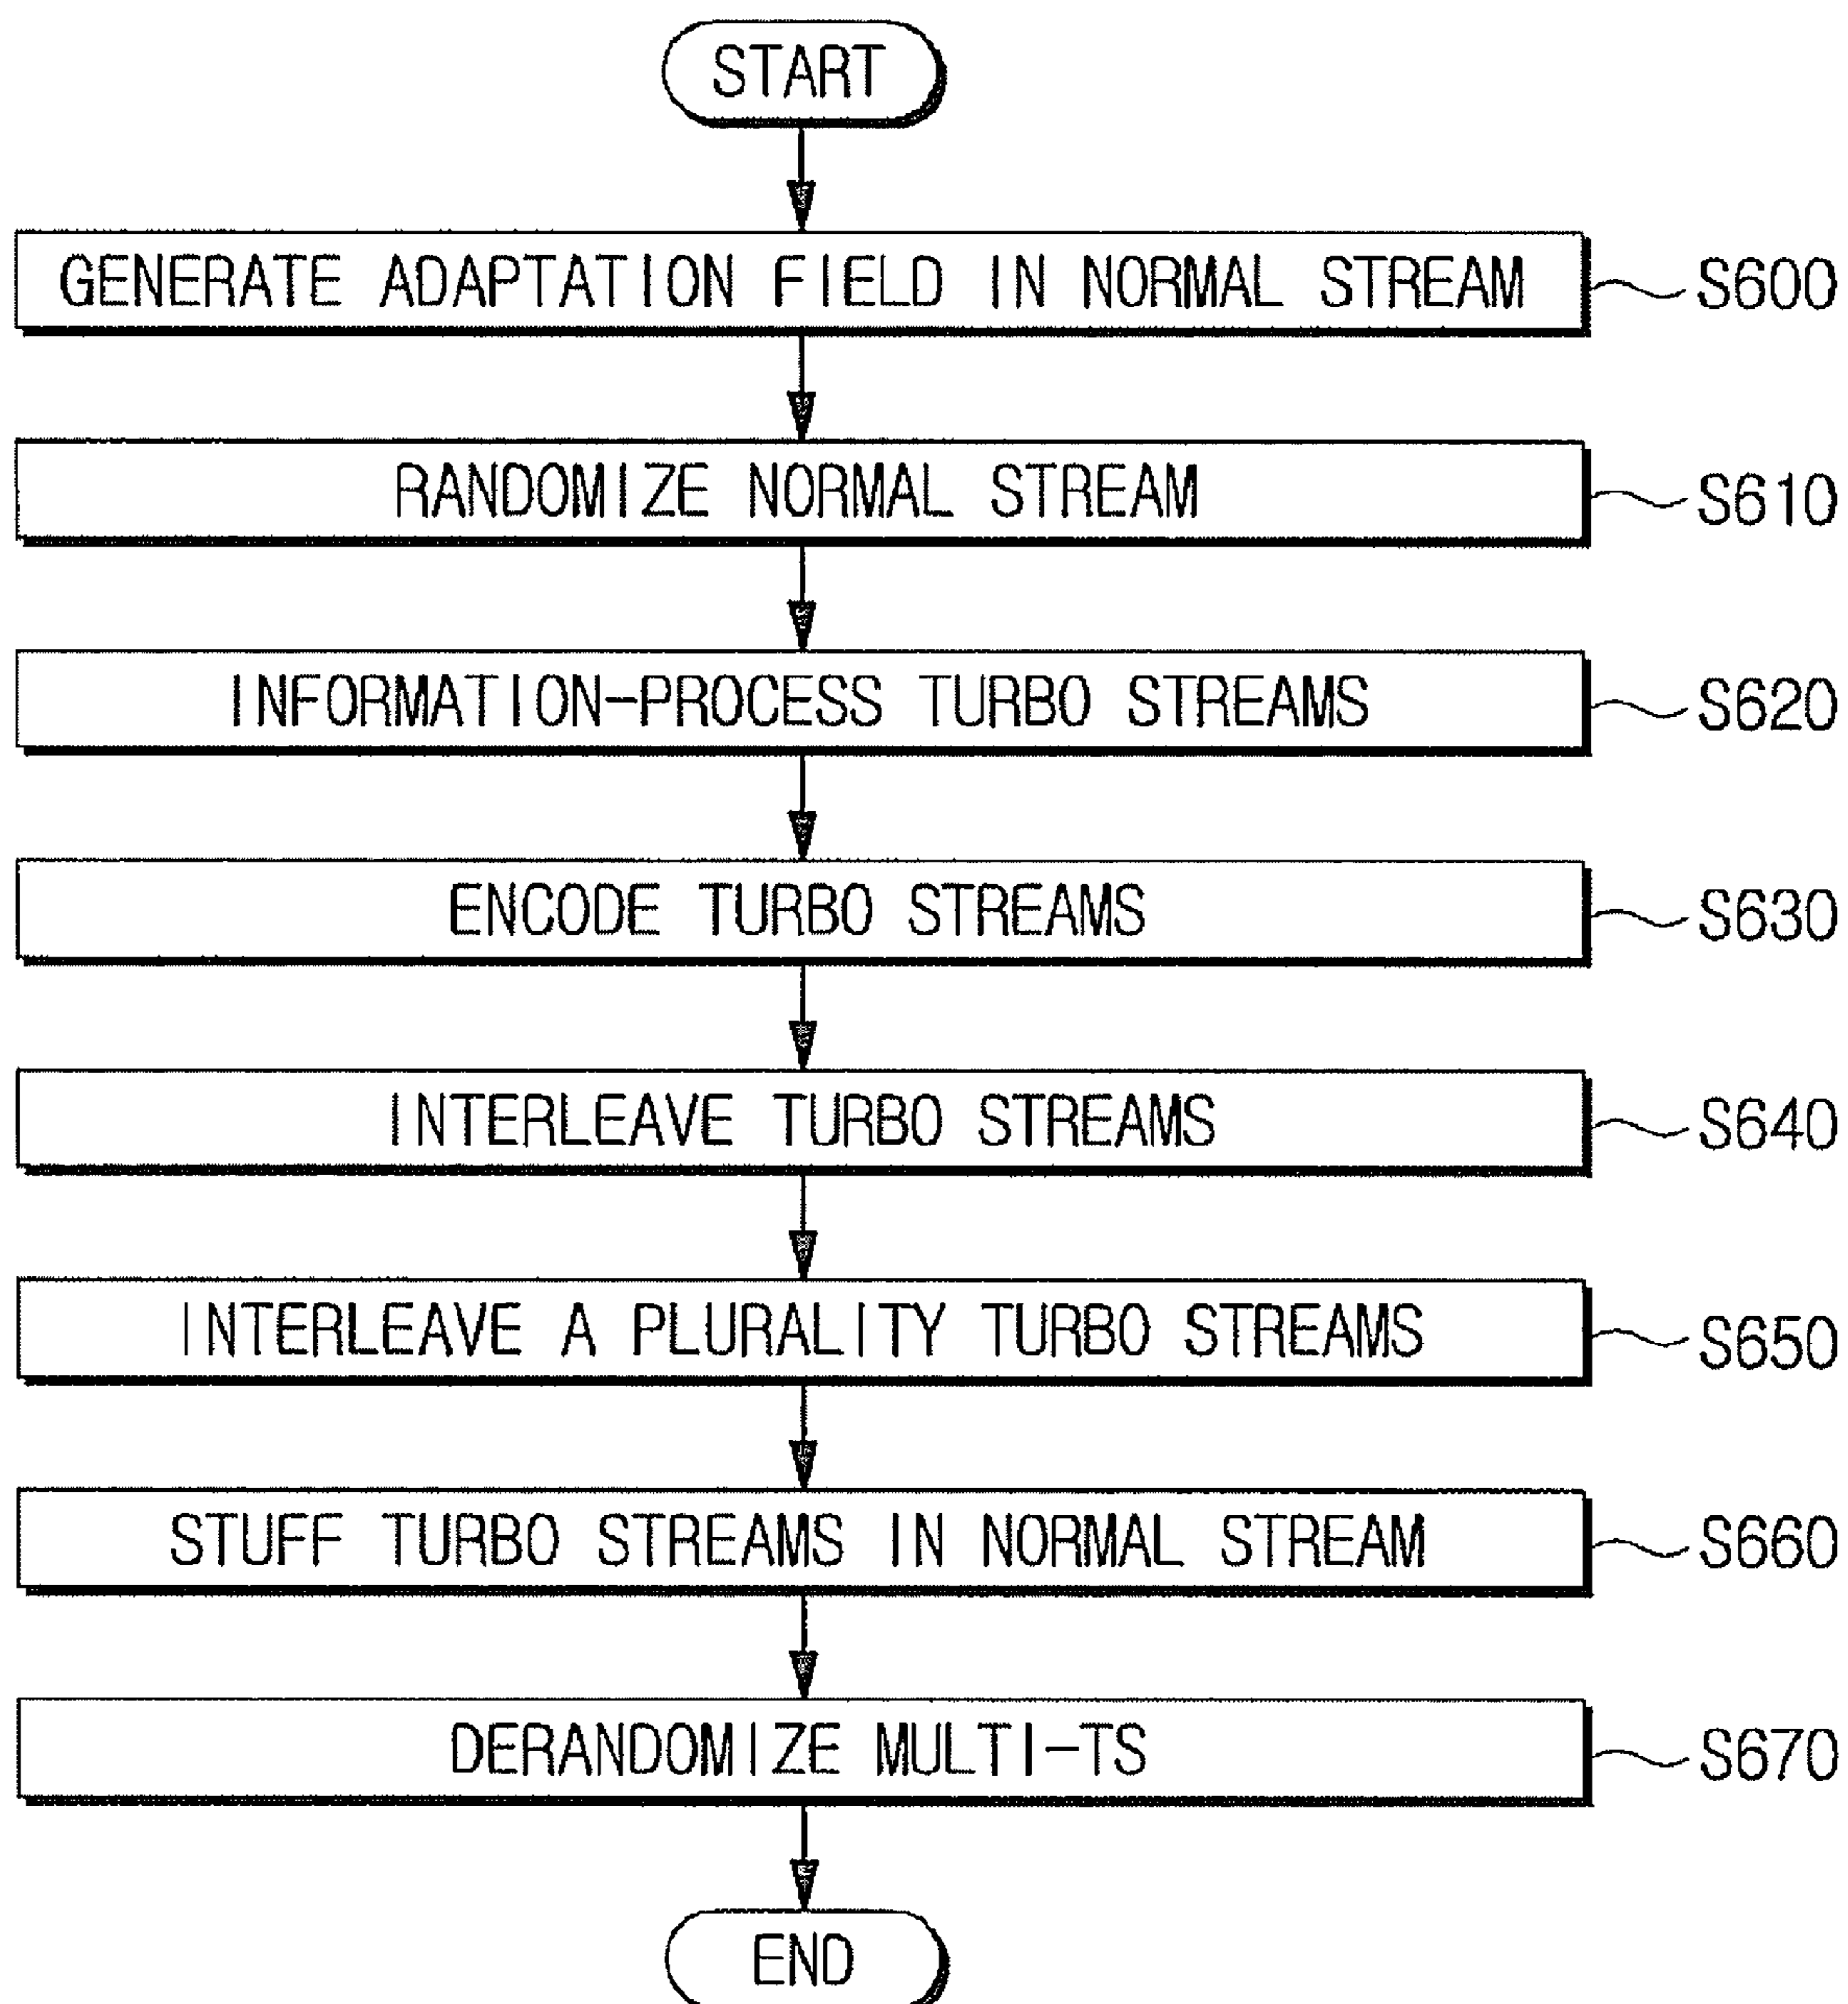 START
GENERATE ADAPTATION FIELD IN NORMAL STREAM
S600
RANDOMIZE NORMAL STREAM
S610
INFORMATION-PROCESS TURBO STREAMS
S620
ENCODE TURBO STREAMS
S630
INTERLEAVE TURBO STREAMS
S640
INTERLEAVE A PLURALITY TURBO STREAMS
S650
STUFF TURBO STREAMS IN NORMAL STREAM
S660
DERANDOMIZE MULTI-TS
S670
END